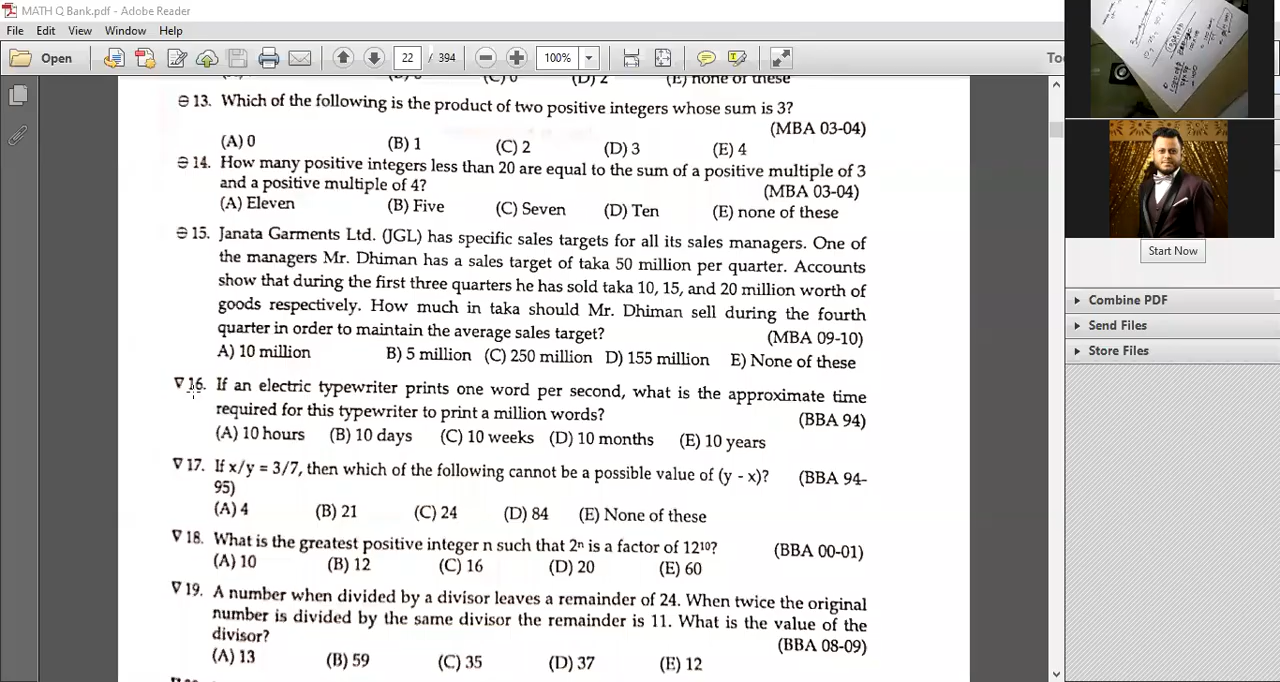 MATH Q Bank.pdf - Adobe Reader
File Edit View Window Help
Open 22 / 394 100%
(C) 0 (D) 2 (E) none of these
13. Which of the following is the product of two positive integers whose sum is 3?
(MBA 03-04)
(A) 0 (B) 1 (C) 2 (D) 3 (E) 4
14. How many positive integers less than 20 are equal to the sum of a positive multiple of 3
and a positive multiple of 4? (MBA 03-04)
(A) Eleven (B) Five (C) Seven (D) Ten (E) none of these
15. Janata Garments Ltd. (JGL) has specific sales targets for all its sales managers. One of
the managers Mr. Dhiman has a sales target of taka 50 million per quarter. Accounts
show that during the first three quarters he has sold taka 10, 15, and 20 million worth of
goods respectively. How much in taka should Mr. Dhiman sell during the fourth
quarter in order to maintain the average sales target? (MBA 09-10)
A) 10 million B) 5 million (C) 250 million D) 155 million E) None of these
16. If an electric typewriter prints one word per second, what is the approximate time
required for this typewriter to print a million words? (BBA 94)
(A) 10 hours (B) 10 days (C) 10 weeks (D) 10 months (E) 10 years
17. If x/y = 3/7, then which of the following cannot be a possible value of (y - x)? (BBA 94-
95)
(A) 4 (B) 21 (C) 24 (D) 84 (E) None of these
18. What is the greatest positive integer n such that 2ⁿ is a factor of 12¹⁰? (BBA 00-01)
(A) 10 (B) 12 (C) 16 (D) 20 (E) 60
19. A number when divided by a divisor leaves a remainder of 24. When twice the original
number is divided by the same divisor the remainder is 11. What is the value of the
divisor? (BBA 08-09)
(A) 13 (B) 59 (C) 35 (D) 37 (E) 12
Start Now
Combine PDF
Send Files
Store Files